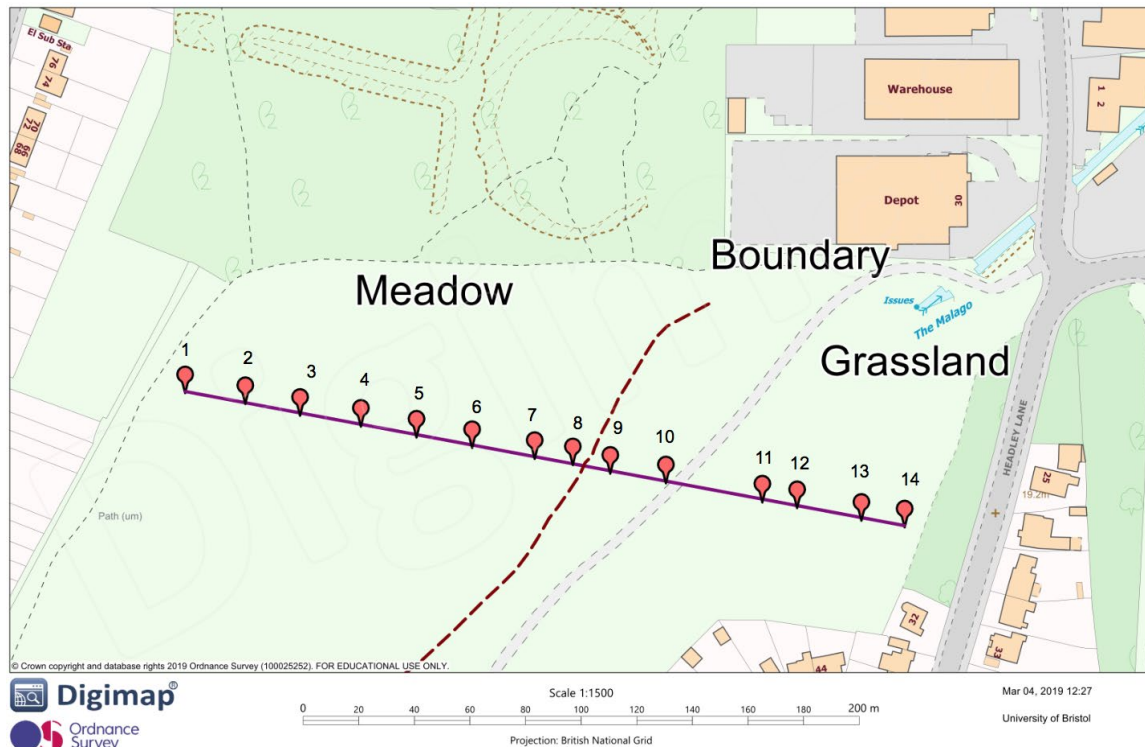 El Sub Sta
76
74
70
72
66
68
Warehouse
1
2
Depot
30
Boundary
Meadow
Issues
The Malago
Grassland
1
2
3
4
5
6
7
8
9
10
11
12
13
14
HEADLEY LANE
25
19.2m
Path (um)
32
33
44
© Crown copyright and database rights 2019 Ordnance Survey (100025252). FOR EDUCATIONAL USE ONLY.
Digimap®
Ordnance
Survey
Scale 1:1500
0 20 40 60 80 100 120 140 160 180 200 m
Projection: British National Grid
Mar 04, 2019 12:27
University of Bristol